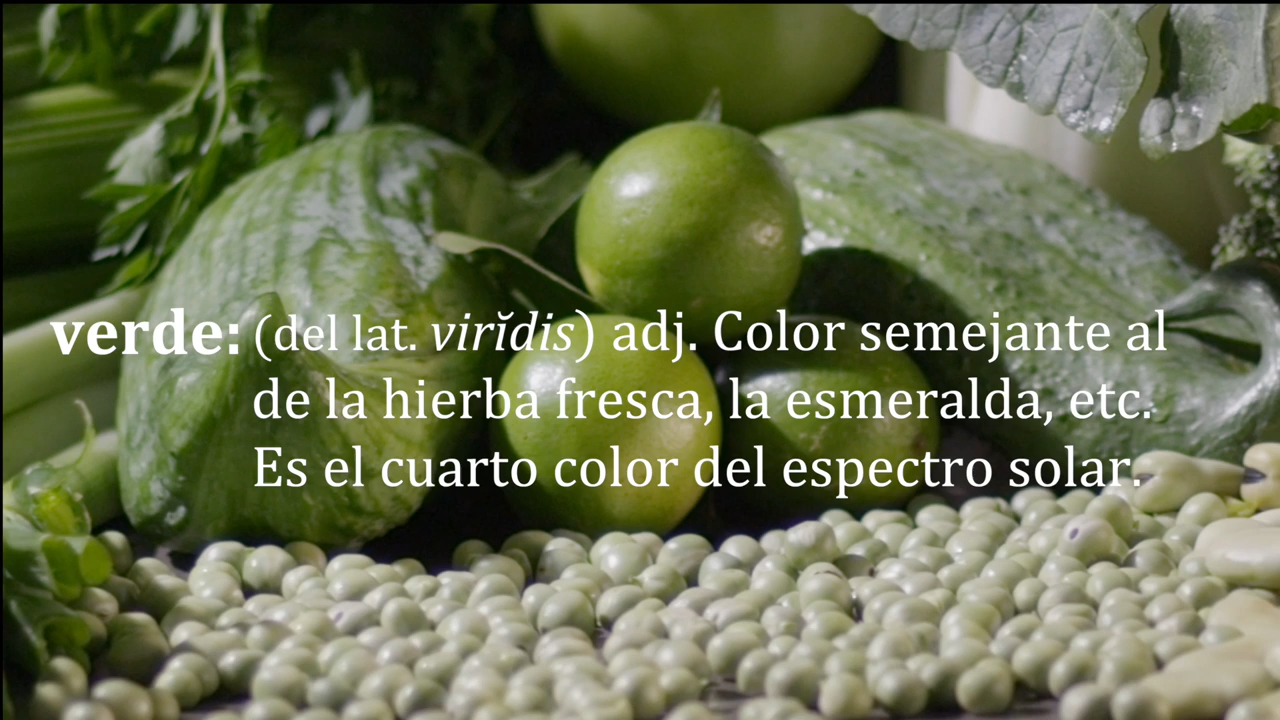 verde: (del lat. virĭdis) adj. Color semejante al
de la hierba fresca, la esmeralda, etc.
Es el cuarto color del espectro solar.